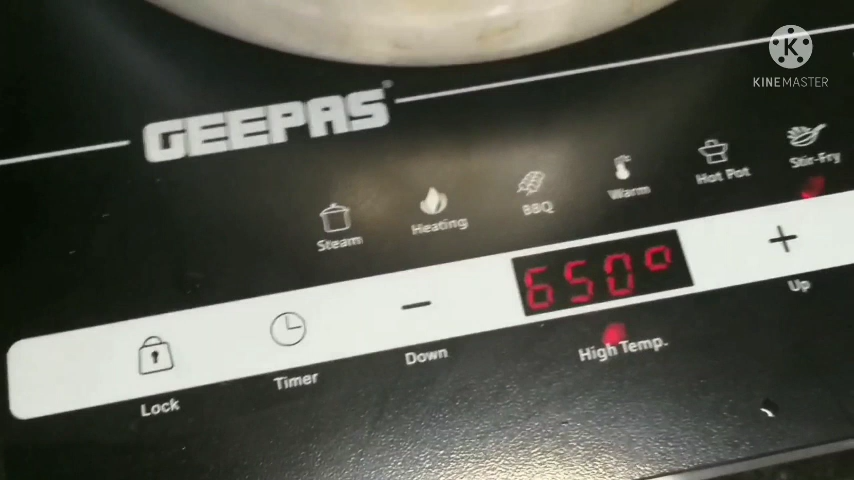 KINEMASTER
GEEPAS
Steam Heating BBQ Warm Hot Pot Stir-Fry
650°
Lock Timer Down High Temp. Up